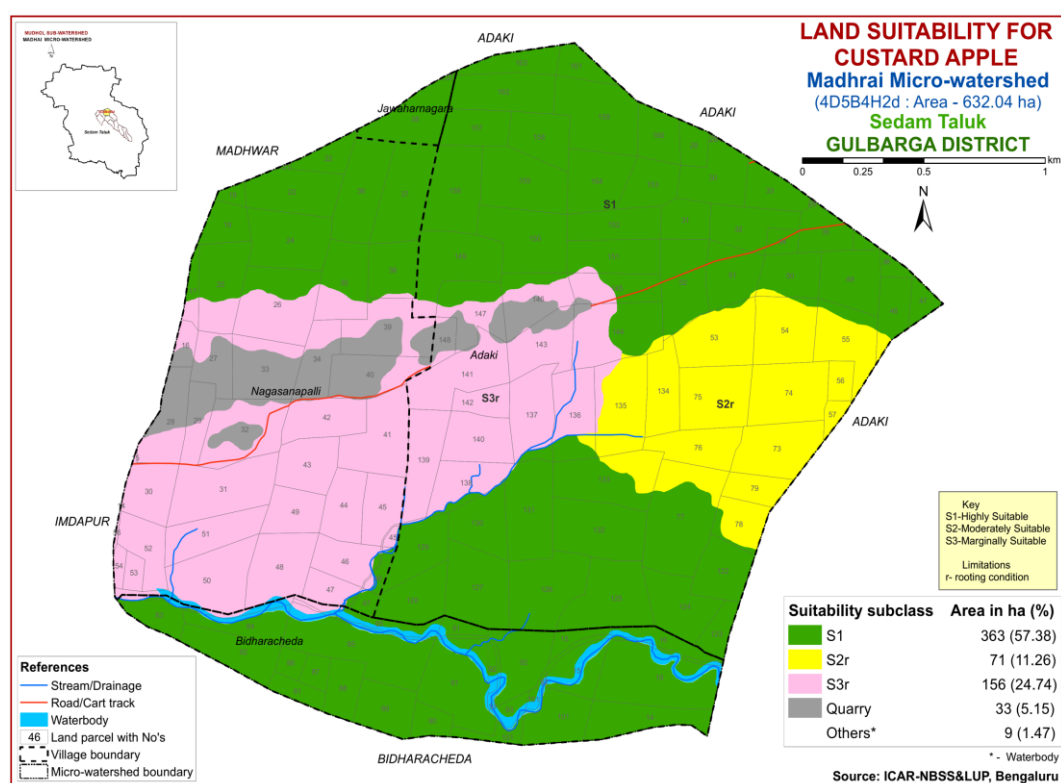 MUDHOL SUB-WATERSHED
MADHAI MICRO-WATERSHED
Sedam Taluk
LAND SUITABILITY FOR
CUSTARD APPLE
Madhrai Micro-watershed
(4D5B4H2d : Area - 632.04 ha)
Sedam Taluk
GULBARGA DISTRICT
0 0.25 0.5 1
km
N
ADAKI
ADAKI
MADHWAR
Jawaharnagara
S1
26
147
146
39
148
143
53
54
55
16
27
33
34
40
Adaki
141
Nagasanapalli
S3r
142
137
136
135
134
75
S2r
74
56
57
ADAKI
28
29
32
42
41
140
139
138
76
73
79
78
43
31
30
49
44
45
IMDAPUR
51
52
54
53
50
48
46
47
Bidharacheda
BIDHARACHEDA
Key
S1-Highly Suitable
S2-Moderately Suitable
S3-Marginally Suitable
Limitations
r- rooting condition
Suitability subclass Area in ha (%)
S1 363 (57.38)
S2r 71 (11.26)
S3r 156 (24.74)
Quarry 33 (5.15)
Others* 9 (1.47)
* - Waterbody
Source: ICAR-NBSS&LUP, Bengaluru
References
Stream/Drainage
Road/Cart track
Waterbody
46 Land parcel with No's
Village boundary
Micro-watershed boundary